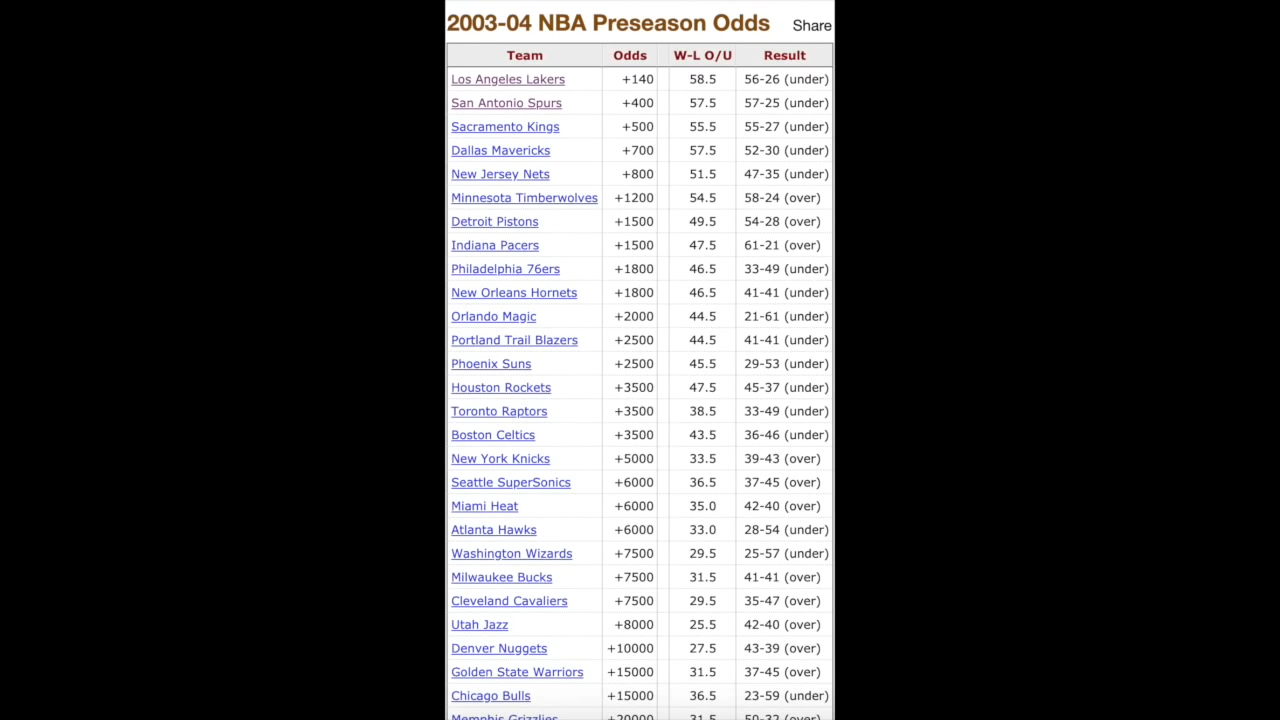 2003-04 NBA Preseason Odds Share
Team Odds W-L O/U Result
Los Angeles Lakers +140 58.5 56-26 (under)
San Antonio Spurs +400 57.5 57-25 (under)
Sacramento Kings +500 55.5 55-27 (under)
Dallas Mavericks +700 57.5 52-30 (under)
New Jersey Nets +800 51.5 47-35 (under)
Minnesota Timberwolves +1200 54.5 58-24 (over)
Detroit Pistons +1500 49.5 54-28 (over)
Indiana Pacers +1500 47.5 61-21 (over)
Philadelphia 76ers +1800 46.5 33-49 (under)
New Orleans Hornets +1800 46.5 41-41 (under)
Orlando Magic +2000 44.5 21-61 (under)
Portland Trail Blazers +2500 44.5 41-41 (under)
Phoenix Suns +2500 45.5 29-53 (under)
Houston Rockets +3500 47.5 45-37 (under)
Toronto Raptors +3500 38.5 33-49 (under)
Boston Celtics +3500 43.5 36-46 (under)
New York Knicks +5000 33.5 39-43 (over)
Seattle SuperSonics +6000 36.5 37-45 (over)
Miami Heat +6000 35.0 42-40 (over)
Atlanta Hawks +6000 33.0 28-54 (under)
Washington Wizards +7500 29.5 25-57 (under)
Milwaukee Bucks +7500 31.5 41-41 (over)
Cleveland Cavaliers +7500 29.5 35-47 (over)
Utah Jazz +8000 25.5 42-40 (over)
Denver Nuggets +10000 27.5 43-39 (over)
Golden State Warriors +15000 31.5 37-45 (over)
Chicago Bulls +15000 36.5 23-59 (under)
Memphis Grizzlies +20000 31.5 50-32 (over)